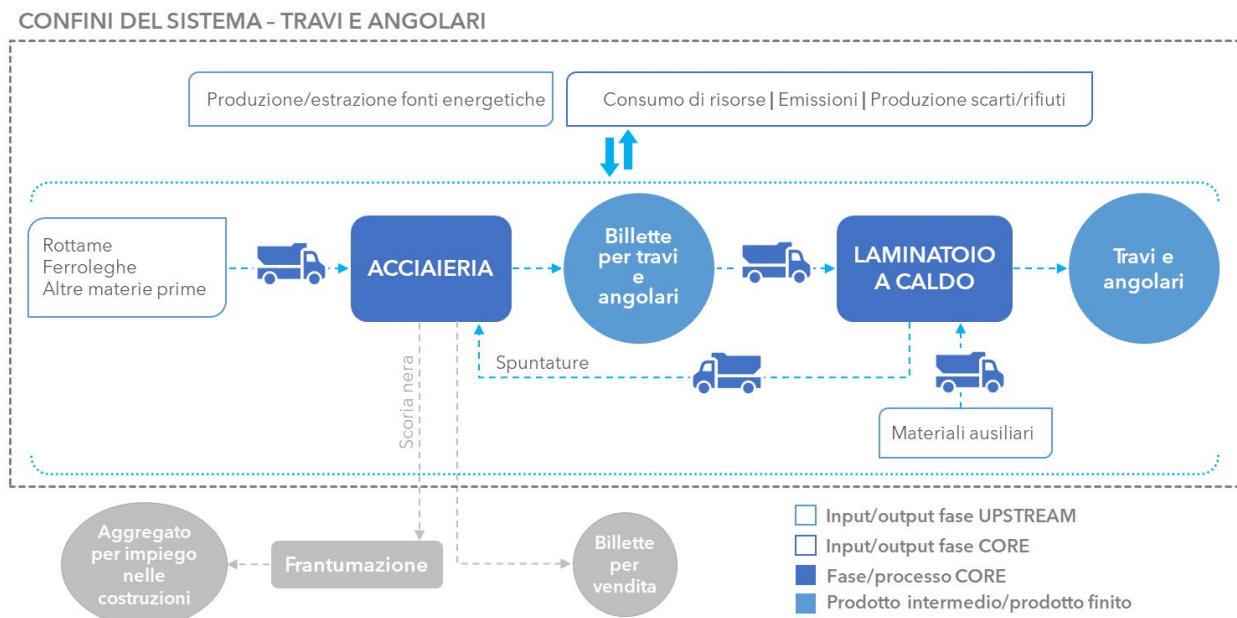 CONFINI DEL SISTEMA – TRAVI E ANGOLARI
Produzione/estrazione fonti energetiche
Consumo di risorse | Emissioni | Produzione scarti/rifiuti
Rottame
Ferroleghe
Altre materie prime
ACCIAIERIA
Billette
per travi
e
angolari
LAMINATOIO
A CALDO
Travi e
angolari
Spuntature
Scoria nera
Materiali ausiliari
Aggregato
per impiego
nelle
costruzioni
Frantumazione
Billette
per
vendita
Input/output fase UPSTREAM
Input/output fase CORE
Fase/processo CORE
Prodotto intermedio/prodotto finito